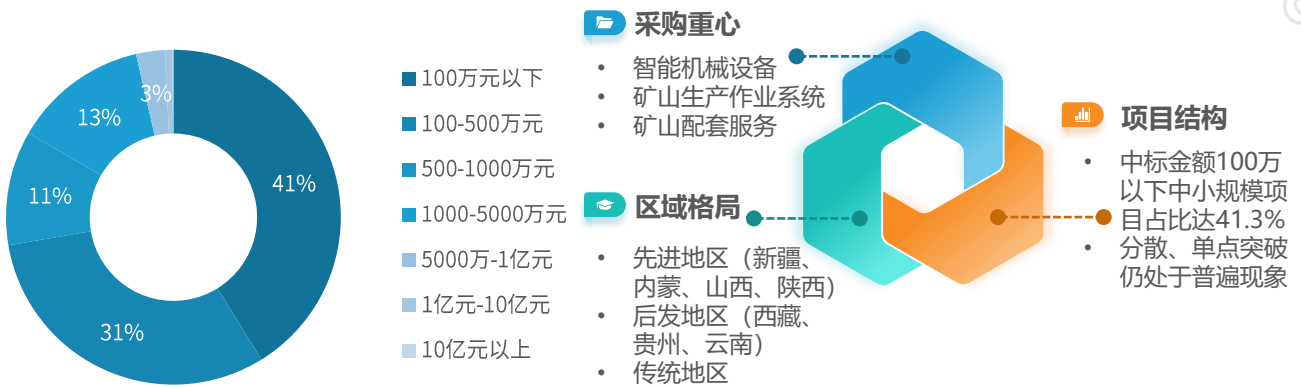 41%
31%
11%
13%
3%
100万元以下
100-500万元
500-1000万元
1000-5000万元
5000万-1亿元
1亿元-10亿元
10亿元以上
采购重心
• 智能机械设备
• 矿山生产作业系统
• 矿山配套服务
区域格局
• 先进地区（新疆、
内蒙、山西、陕西）
• 后发地区（西藏、
贵州、云南）
• 传统地区
项目结构
• 中标金额100万
以下中小规模项
目占比达41.3%
• 分散、单点突破
仍处于普遍现象